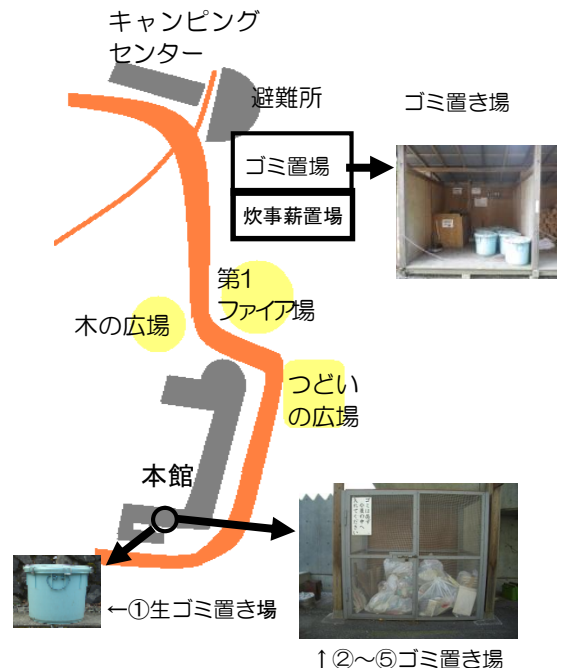 キャンピング
センター
避難所
ゴミ置き場
ゴミ置場
炊事薪置場
第1
ファイア場
木の広場
つどい
の広場
本館
←①生ゴミ置き場
↑②~⑤ゴミ置き場